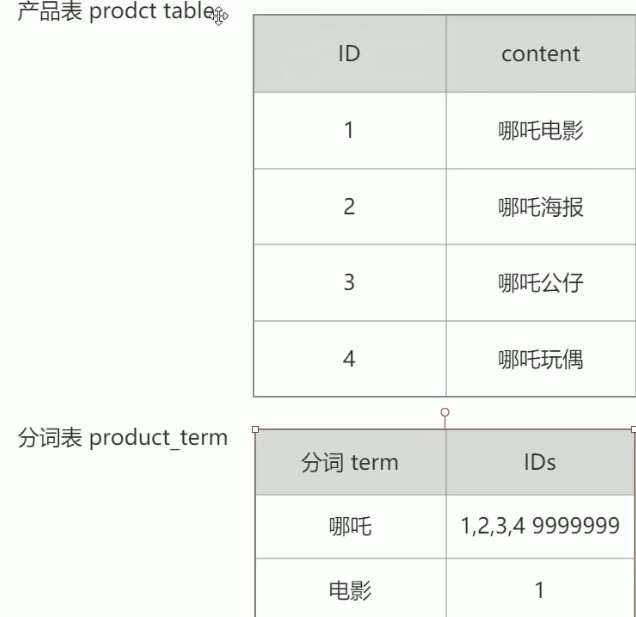 产品表 prodct table
ID content
1 哪吒电影
2 哪吒海报
3 哪吒公仔
4 哪吒玩偶
分词表 product_term
分词 term IDs
哪吒 1,2,3,4 9999999
电影 1